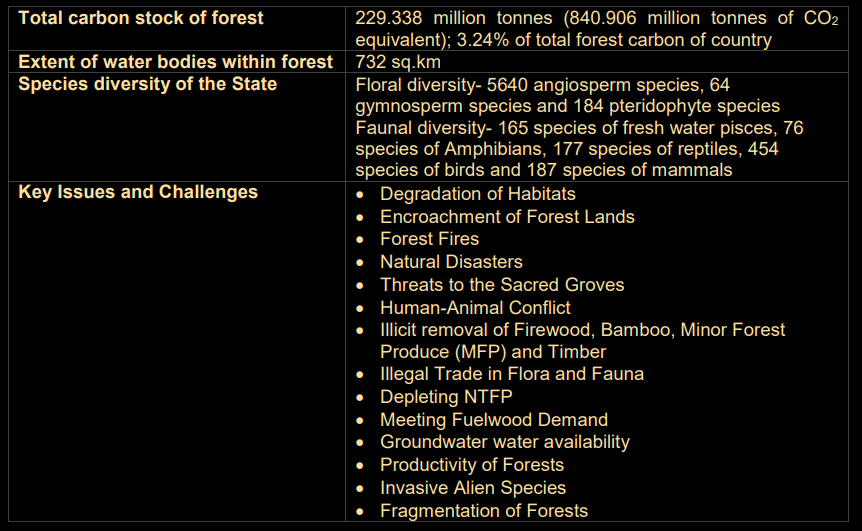 Total carbon stock of forest
229.338 million tonnes (840.906 million tonnes of CO₂
equivalent); 3.24% of total forest carbon of country
Extent of water bodies within forest
732 sq.km
Species diversity of the State
Floral diversity- 5640 angiosperm species, 64
gymnosperm species and 184 pteridophyte species
Faunal diversity- 165 species of fresh water pisces, 76
species of Amphibians, 177 species of reptiles, 454
species of birds and 187 species of mammals
Key Issues and Challenges
• Degradation of Habitats
• Encroachment of Forest Lands
• Forest Fires
• Natural Disasters
• Threats to the Sacred Groves
• Human-Animal Conflict
• Illicit removal of Firewood, Bamboo, Minor Forest
Produce (MFP) and Timber
• Illegal Trade in Flora and Fauna
• Depleting NTFP
• Meeting Fuelwood Demand
• Groundwater water availability
• Productivity of Forests
• Invasive Alien Species
• Fragmentation of Forests